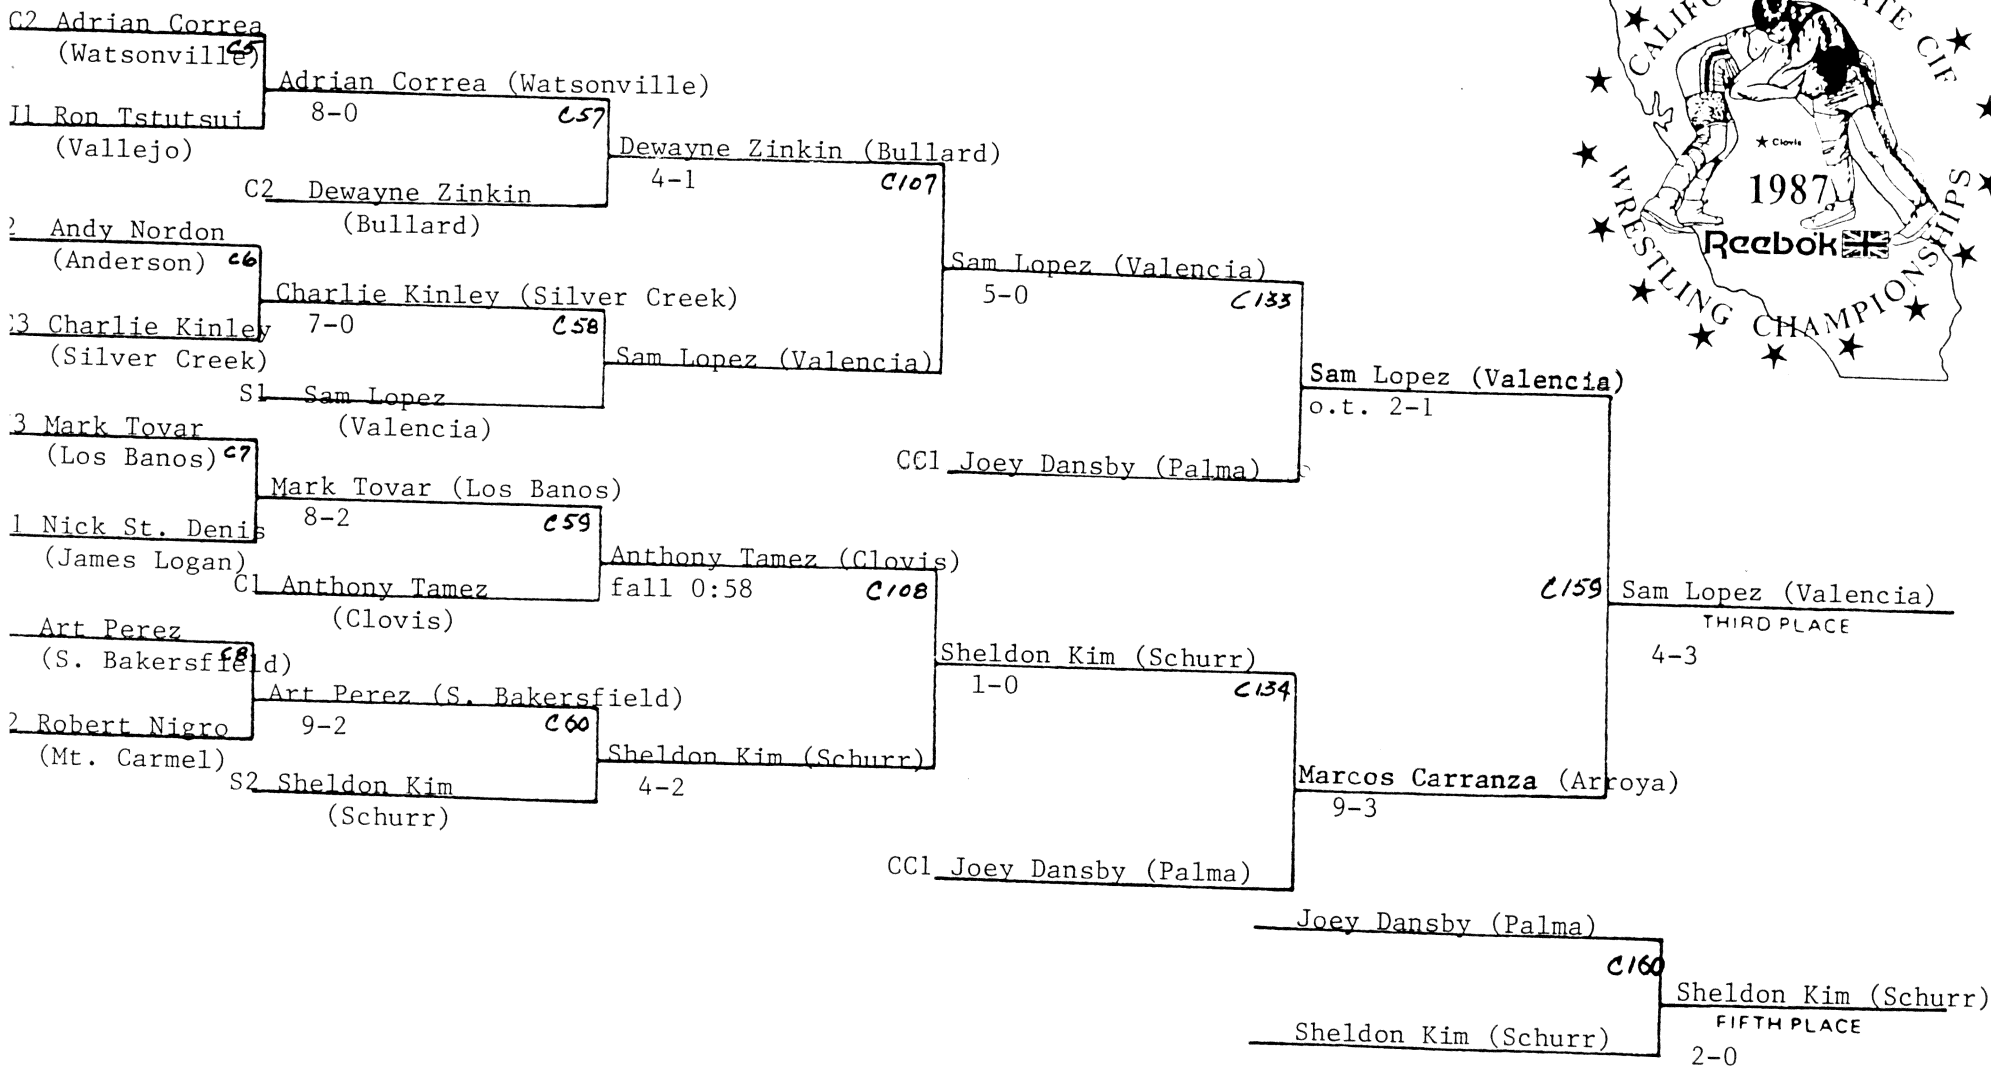 C2 Adrian Correa
(Watsonville)
C5
J1 Ron Tstutsui
(Vallejo)
Adrian Correa (Watsonville)
8-0
C57
C2 Dewayne Zinkin
(Bullard)
Dewayne Zinkin (Bullard)
4-1
C107
2 Andy Nordon
(Anderson)
C6
C3 Charlie Kinley
(Silver Creek)
Charlie Kinley (Silver Creek)
7-0
C58
S1 Sam Lopez
(Valencia)
Sam Lopez (Valencia)
Sam Lopez (Valencia)
5-0
C133
CC1 Joey Dansby (Palma)
Sam Lopez (Valencia)
o.t. 2-1
3 Mark Tovar
(Los Banos)
C7
1 Nick St. Denis
(James Logan)
Mark Tovar (Los Banos)
8-2
C59
C1 Anthony Tamez
(Clovis)
Anthony Tamez (Clovis)
fall 0:58
C108
Art Perez
(S. Bakersfield)
C8
2 Robert Nigro
(Mt. Carmel)
Art Perez (S. Bakersfield)
9-2
C60
S2 Sheldon Kim
(Schurr)
Sheldon Kim (Schurr)
4-2
Sheldon Kim (Schurr)
1-0
C134
CC1 Joey Dansby (Palma)
Marcos Carranza (Arroya)
9-3
C159
Sam Lopez (Valencia)
THIRD PLACE
4-3
Joey Dansby (Palma)
C160
Sheldon Kim (Schurr)
Sheldon Kim (Schurr)
FIFTH PLACE
2-0
CIF
Clovis
1987
Reebok
WRESTLING CHAMPIONSHIPS